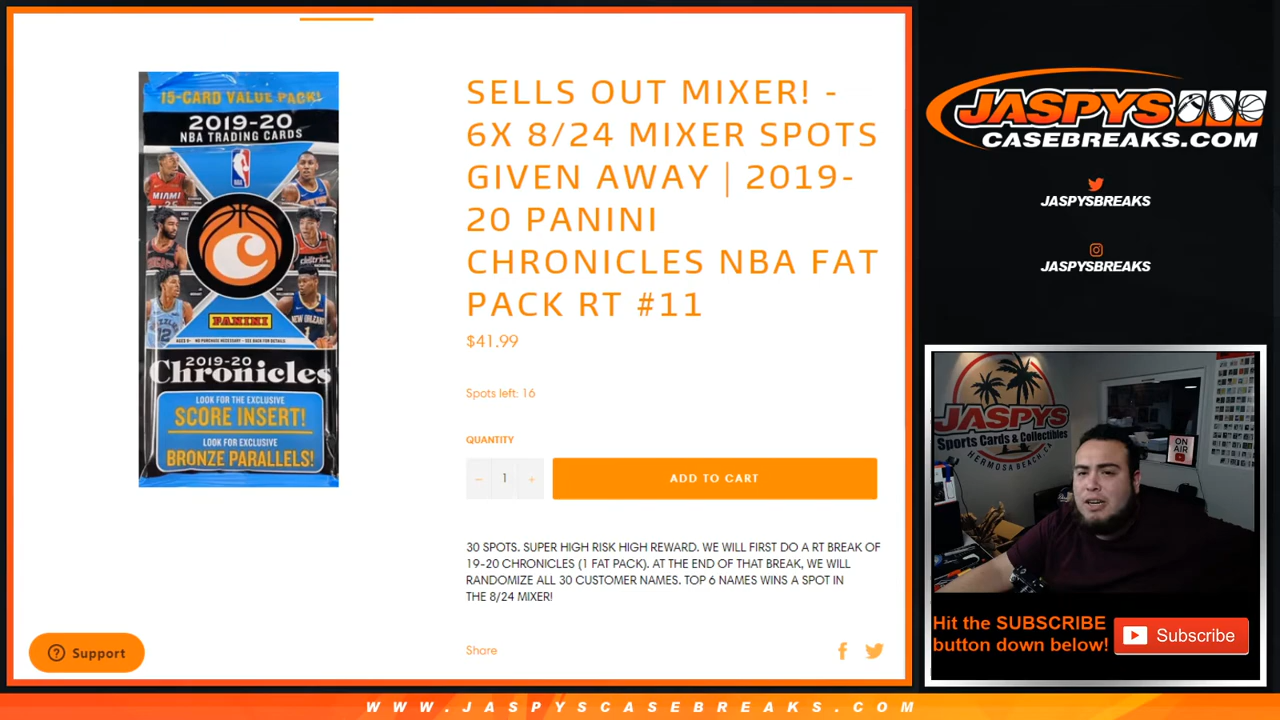 15-CARD VALUE PACK!
2019-20
NBA TRADING CARDS
MIAMI
C
NEW ORLEANS
12
1
PANINI
2019-20
Chronicles
LOOK FOR THE EXCLUSIVE
SCORE INSERT!
LOOK FOR EXCLUSIVE
BRONZE PARALLELS!
SELLS OUT MIXER! -
6X 8/24 MIXER SPOTS
GIVEN AWAY | 2019-
20 PANINI
CHRONICLES NBA FAT
PACK RT #11
$41.99
Spots left: 16
QUANTITY
− 1 +
ADD TO CART
30 SPOTS. SUPER HIGH RISK HIGH REWARD. WE WILL FIRST DO A RT BREAK OF
19-20 CHRONICLES (1 FAT PACK). AT THE END OF THAT BREAK, WE WILL
RANDOMIZE ALL 30 CUSTOMER NAMES. TOP 6 NAMES WINS A SPOT IN
THE 8/24 MIXER!
Share
Support
JASPYS
CASEBREAKS.COM
JASPYSBREAKS
JASPYSBREAKS
JASPYS
Sports Cards & Collectibles
HERMOSA BEACH, CA
ON
AIR
Hit the SUBSCRIBE
button down below!
Subscribe
WWW.JASPYSCASEBREAKS.COM